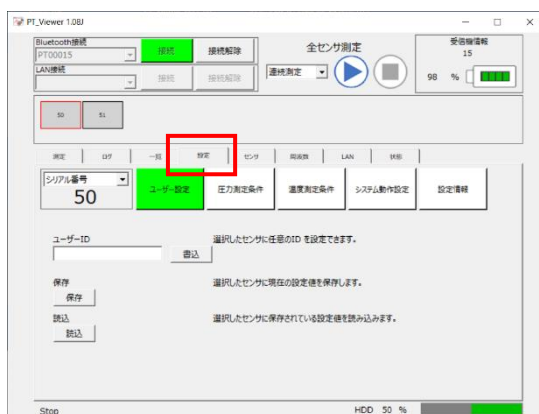 PT_Viewer 1.08J
Bluetooth接続
PT00015
接続
接続解除
LAN接続
接続
接続解除
全センサ測定
連続測定
受信機情報
15
98 %
50
51
測定
ログ
一括
設定
センサ
周波数
LAN
状態
シリアル番号
50
ユーザー設定
圧力測定条件
温度測定条件
システム動作設定
設定情報
ユーザーID
選択したセンサに任意のID を設定できます。
書込
保存
選択したセンサに現在の設定値を保存します。
保存
読込
選択したセンサに保存されている設定値を読み込みます。
読込
Stop
HDD 50 %